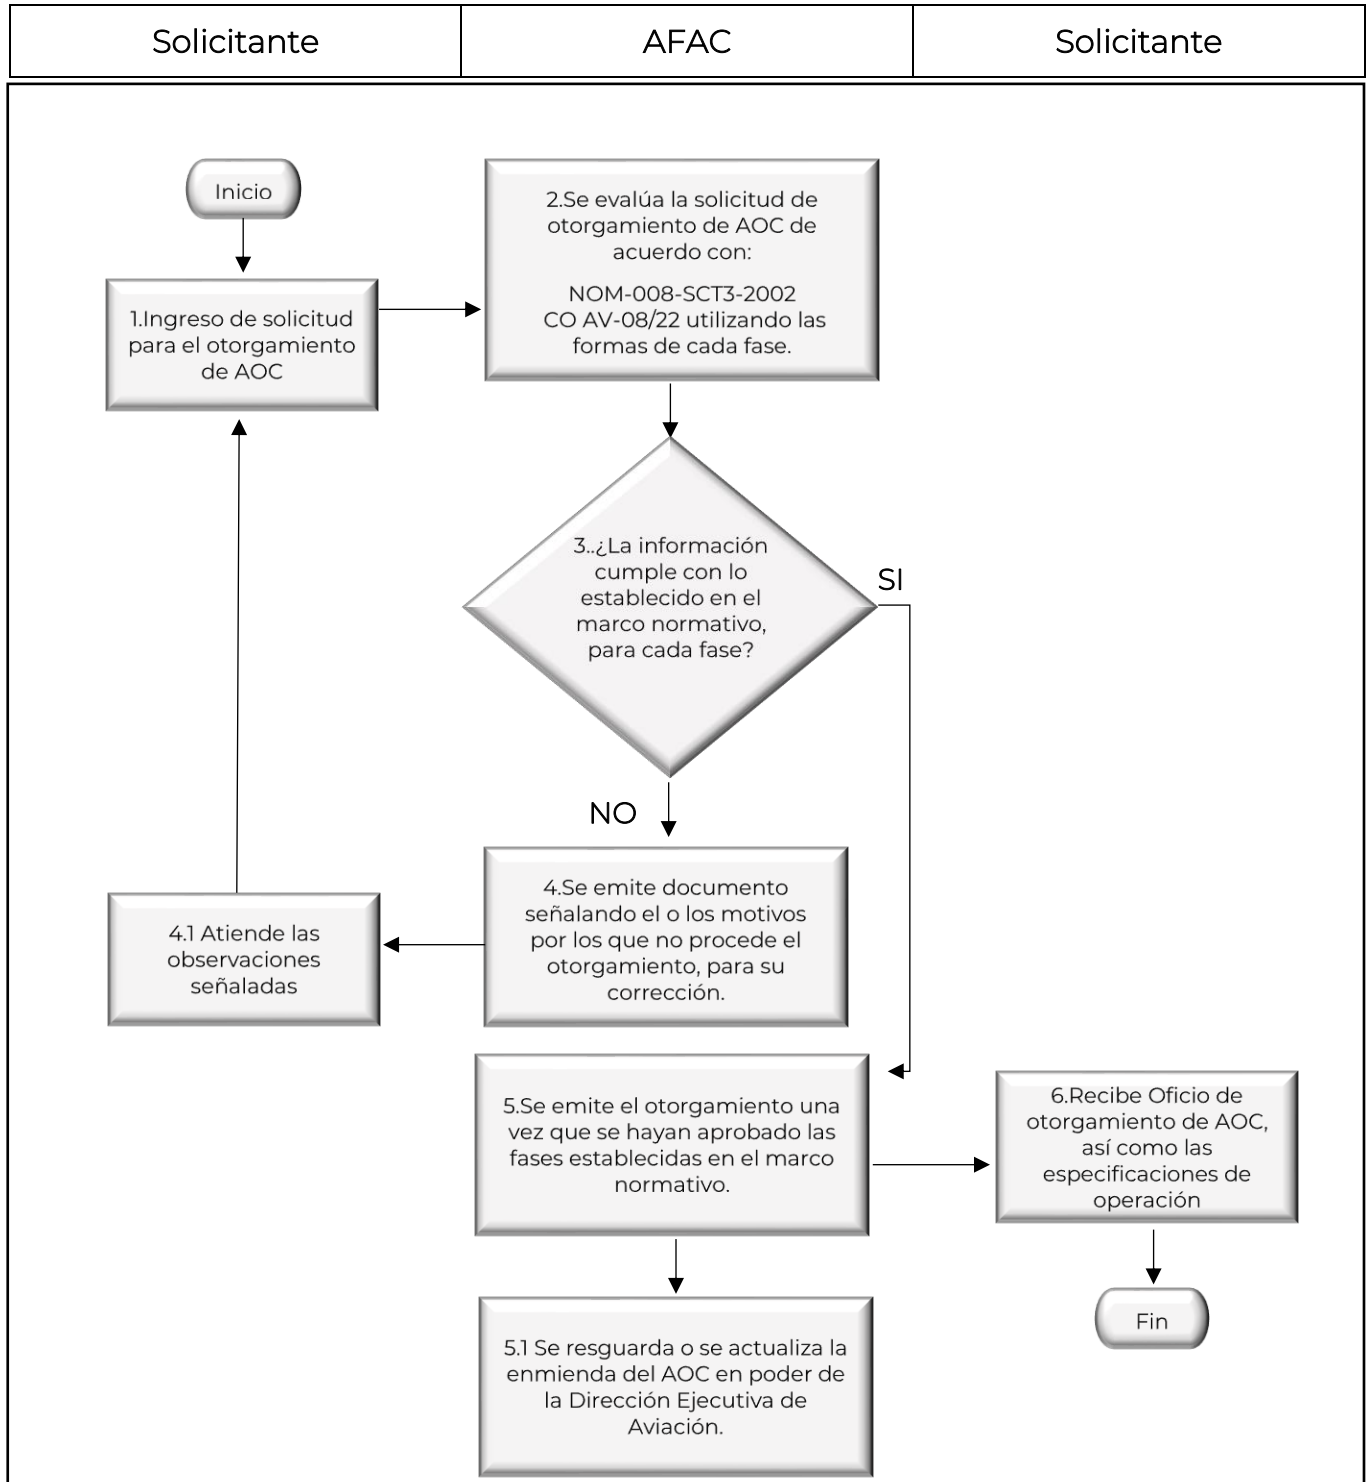 Solicitante
AFAC
Solicitante
Inicio
1.Ingreso de solicitud
para el otorgamiento
de AOC
2.Se evalúa la solicitud de
otorgamiento de AOC de
acuerdo con:
NOM-008-SCT3-2002
CO AV-08/22 utilizando las
formas de cada fase.
3..¿La información
cumple con lo
establecido en el
marco normativo,
para cada fase?
SI
NO
4.Se emite documento
señalando el o los motivos
por los que no procede el
otorgamiento, para su
corrección.
4.1 Atiende las
observaciones
señaladas
5.Se emite el otorgamiento una
vez que se hayan aprobado las
fases establecidas en el marco
normativo.
6.Recibe Oficio de
otorgamiento de AOC,
así como las
especificaciones de
operación
Fin
5.1 Se resguarda o se actualiza la
enmienda del AOC en poder de
la Dirección Ejecutiva de
Aviación.